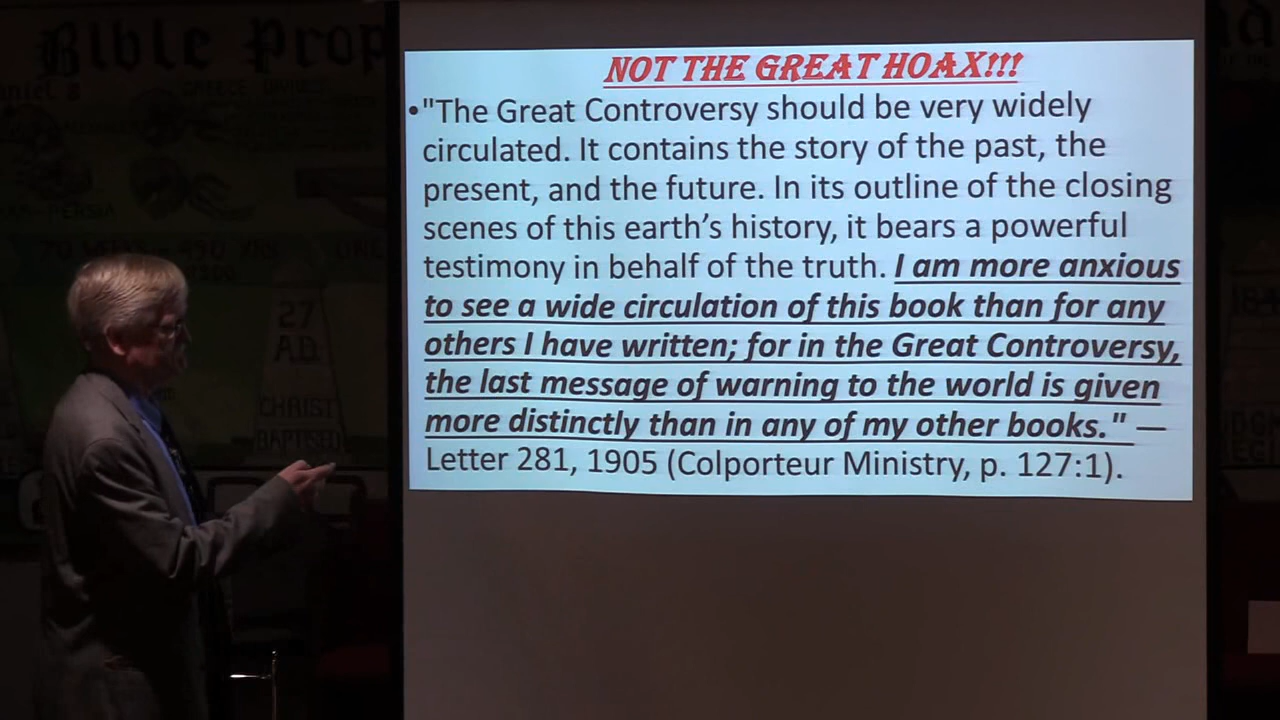 Bible Prop
NOT THE GREAT HOAX!!!
•"The Great Controversy should be very widely
circulated. It contains the story of the past, the
present, and the future. In its outline of the closing
scenes of this earth’s history, it bears a powerful
testimony in behalf of the truth. I am more anxious
to see a wide circulation of this book than for any
others I have written; for in the Great Controversy,
the last message of warning to the world is given
more distinctly than in any of my other books." —
Letter 281, 1905 (Colporteur Ministry, p. 127:1).
27
A.D.
CHRIST
BAPTISED